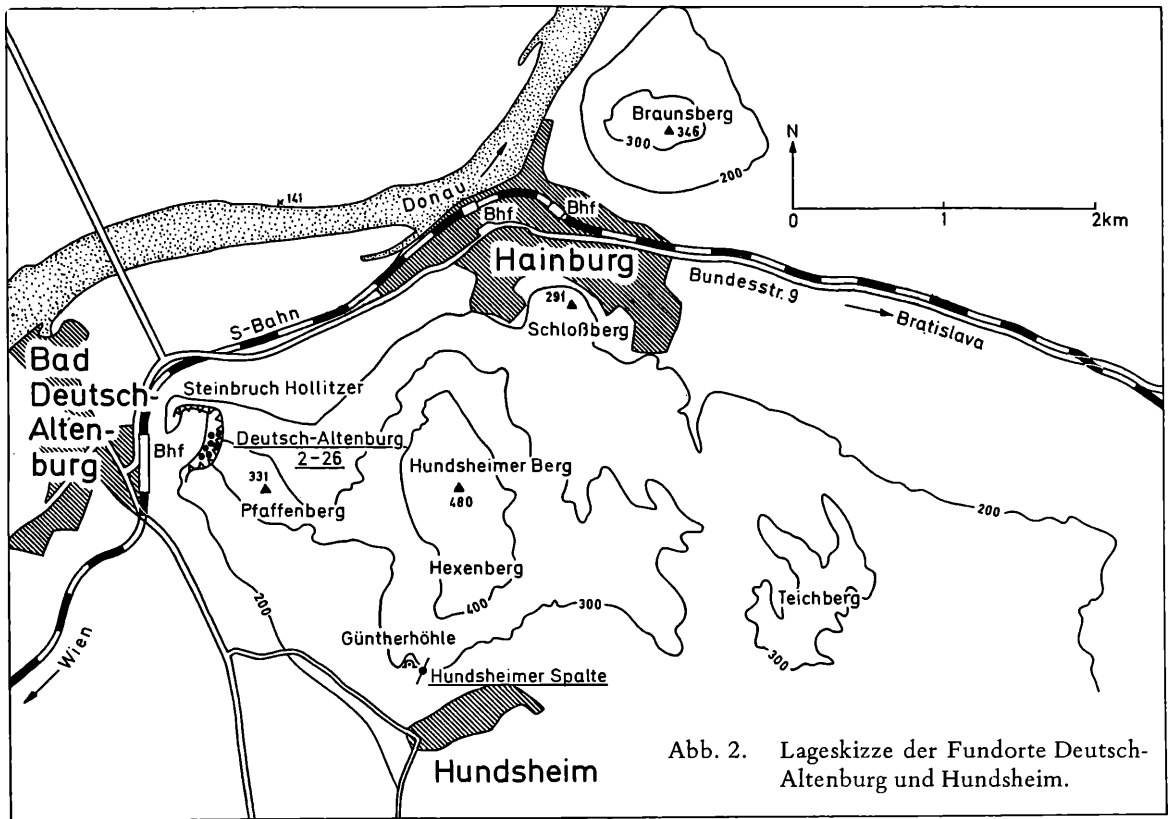 Braunsberg
346
300
200
N
0
1
2km
141
Donau
Bhf
Bhf
Hainburg
Bundesstr. 9
Bratislava
291
Schloßberg
S-Bahn
Bad
Deutsch-
Alten-
burg
Steinbruch Hollitzer
Bhf
Deutsch-Altenburg
2-26
331
Pfaffenberg
Hundsheimer Berg
480
Hexenberg
400
300
200
Teichberg
300
200
Güntherhöhle
Hundsheimer Spalte
Wien
Hundsheim
Abb. 2. Lageskizze der Fundorte Deutsch-
Altenburg und Hundsheim.